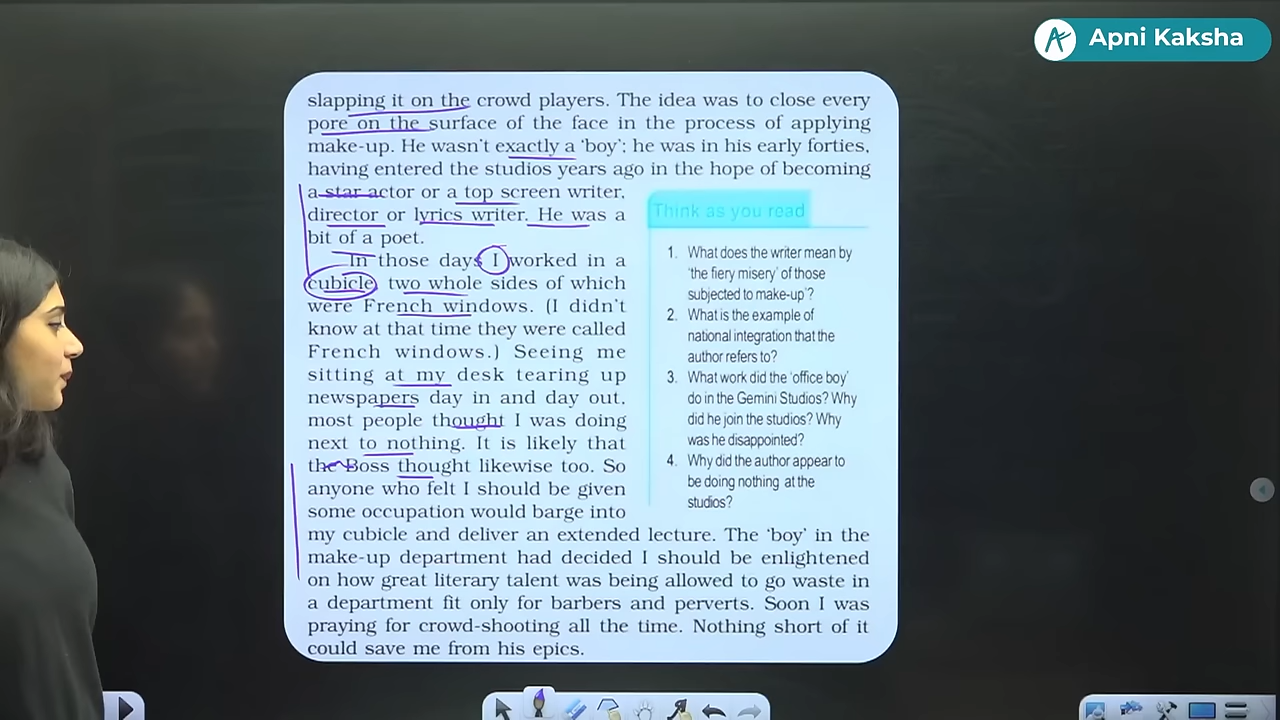 Apni Kaksha
slapping it on the crowd players. The idea was to close every
pore on the surface of the face in the process of applying
make-up. He wasn't exactly a 'boy'; he was in his early forties,
having entered the studios years ago in the hope of becoming
a star actor or a top screen writer,
director or lyrics writer. He was a
bit of a poet.
In those days I worked in a
cubicle, two whole sides of which
were French windows. (I didn't
know at that time they were called
French windows.) Seeing me
sitting at my desk tearing up
newspapers day in and day out,
most people thought I was doing
next to nothing. It is likely that
the Boss thought likewise too. So
anyone who felt I should be given
some occupation would barge into
my cubicle and deliver an extended lecture. The 'boy' in the
make-up department had decided I should be enlightened
on how great literary talent was being allowed to go waste in
a department fit only for barbers and perverts. Soon I was
praying for crowd-shooting all the time. Nothing short of it
could save me from his epics.
Think as you read
1. What does the writer mean by
'the fiery misery' of those
subjected to make-up'?
2. What is the example of
national integration that the
author refers to?
3. What work did the 'office boy'
do in the Gemini Studios? Why
did he join the studios? Why
was he disappointed?
4. Why did the author appear to
be doing nothing at the
studios?